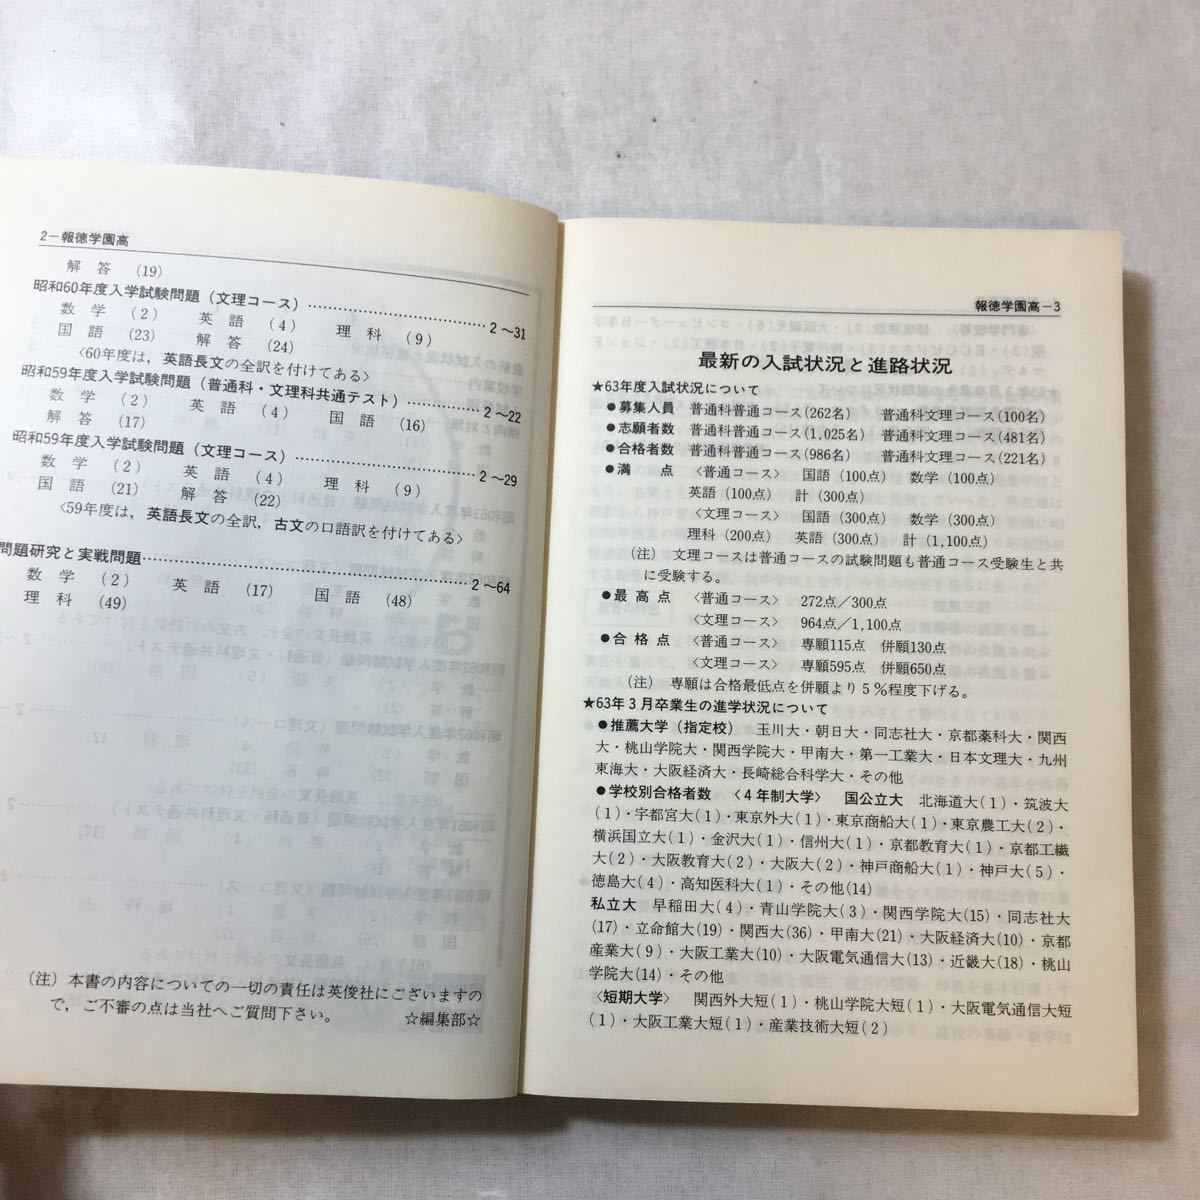 2－報徳学園高
解答 (19)
昭和60年度入学試験問題（文理コース）……………………2～31
数学 (2) 英語 (4) 理科 (9)
国語 (23) 解答 (24)
〈60年度は，英語長文の全訳を付けてある〉
昭和59年度入学試験問題（普通科・文理科共通テスト）…………2～22
数学 (2) 英語 (4) 国語 (16)
解答 (17)
昭和59年度入学試験問題（文理コース）……………………2～29
数学 (2) 英語 (4) 理科 (9)
国語 (21) 解答 (22)
〈59年度は，英語長文の全訳，古文の口語訳を付けてある〉
問題研究と実戦問題……………………………………2～64
数学 (2) 英語 (17) 国語 (48)
理科 (49)
（注）本書の内容についての一切の責任は英俊社にございますの
で，ご不審の点は当社へご質問下さい。 ☆編集部☆
報徳学園高－3
最新の入試状況と進路状況
★63年度入試状況について
●募集人員 普通科普通コース(262名) 普通科文理コース(100名)
●志願者数 普通科普通コース(1,025名) 普通科文理コース(481名)
●合格者数 普通科普通コース(986名) 普通科文理コース(221名)
●満点 〈普通コース〉 国語(100点) 数学(100点)
英語(100点) 計(300点)
〈文理コース〉 国語(300点) 数学(300点)
理科(200点) 英語(300点) 計(1,100点)
（注） 文理コースは普通コースの試験問題も普通コース受験生と共
に受験する。
●最高点 〈普通コース〉 272点／300点
〈文理コース〉 964点／1,100点
●合格点 〈普通コース〉 専願115点 併願130点
〈文理コース〉 専願595点 併願650点
（注） 専願は合格最低点を併願より5％程度下げる。
★63年3月卒業生の進学状況について
●推薦大学（指定校） 玉川大・朝日大・同志社大・京都薬科大・関西
大・桃山学院大・関西学院大・甲南大・第一工業大・日本文理大・九州
東海大・大阪経済大・長崎総合科学大・その他
●学校別合格者数 〈4年制大学〉 国公立大 北海道大(1)・筑波大
(1)・宇都宮大(1)・東京外大(1)・東京商船大(1)・東京農工大(2)・
横浜国立大(1)・金沢大(1)・信州大(1)・京都教育大(1)・京都工繊
大(2)・大阪教育大(2)・大阪大(2)・神戸商船大(1)・神戸大(5)・
徳島大(4)・高知医科大(1)・その他(14)
私立大 早稲田大(4)・青山学院大(3)・関西学院大(15)・同志社大
(17)・立命館大(19)・関西大(36)・甲南大(21)・大阪経済大(10)・京都
産業大(9)・大阪工業大(10)・大阪電気通信大(13)・近畿大(18)・桃山
学院大(14)・その他
〈短期大学〉 関西外大短(1)・桃山学院大短(1)・大阪電気通信大短
(1)・大阪工業大短(1)・産業技術大短(2)